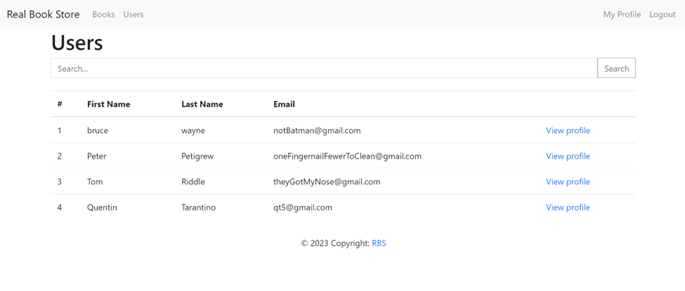 Real Book Store Books Users My Profile Logout
Users
Search... Search
# First Name Last Name Email
1 bruce wayne notBatman@gmail.com View profile
2 Peter Petigrew oneFingernailFewerToClean@gmail.com View profile
3 Tom Riddle theyGotMyNose@gmail.com View profile
4 Quentin Tarantino qt5@gmail.com View profile
© 2023 Copyright: RBS